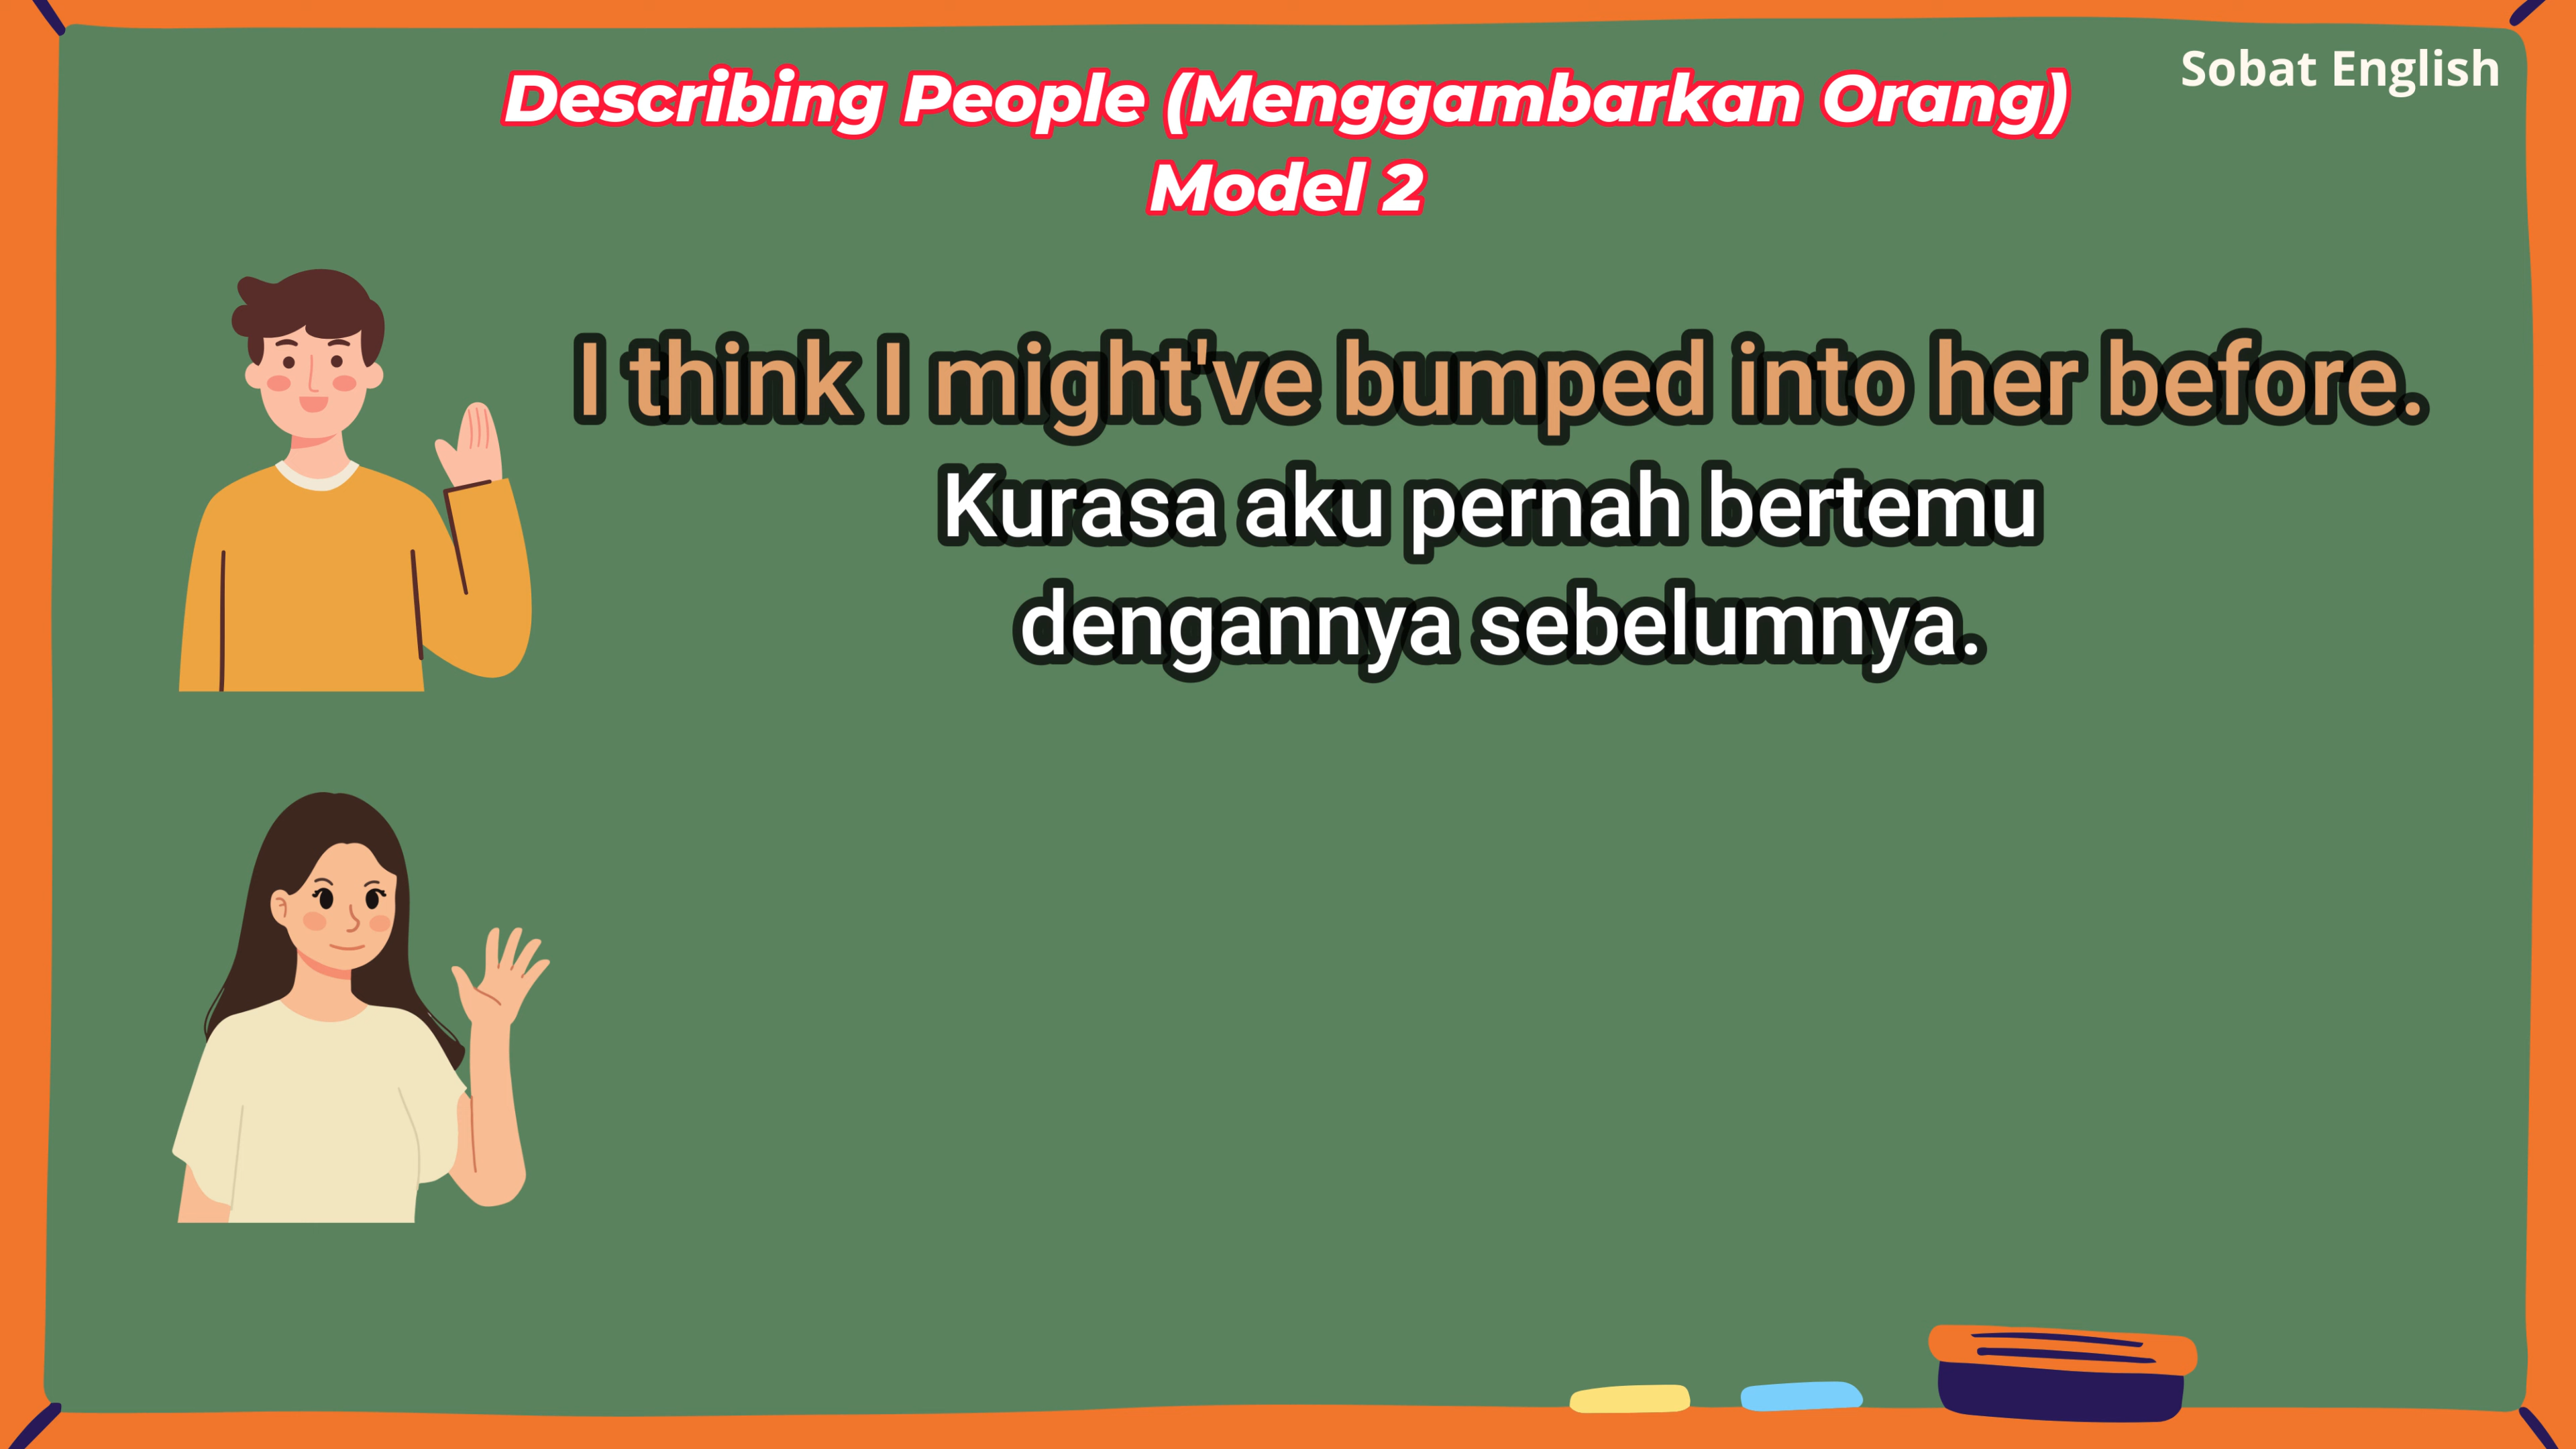 Sobat English
Describing People (Menggambarkan Orang)
Model 2
I think I might've bumped into her before.
Kurasa aku pernah bertemu
dengannya sebelumnya.